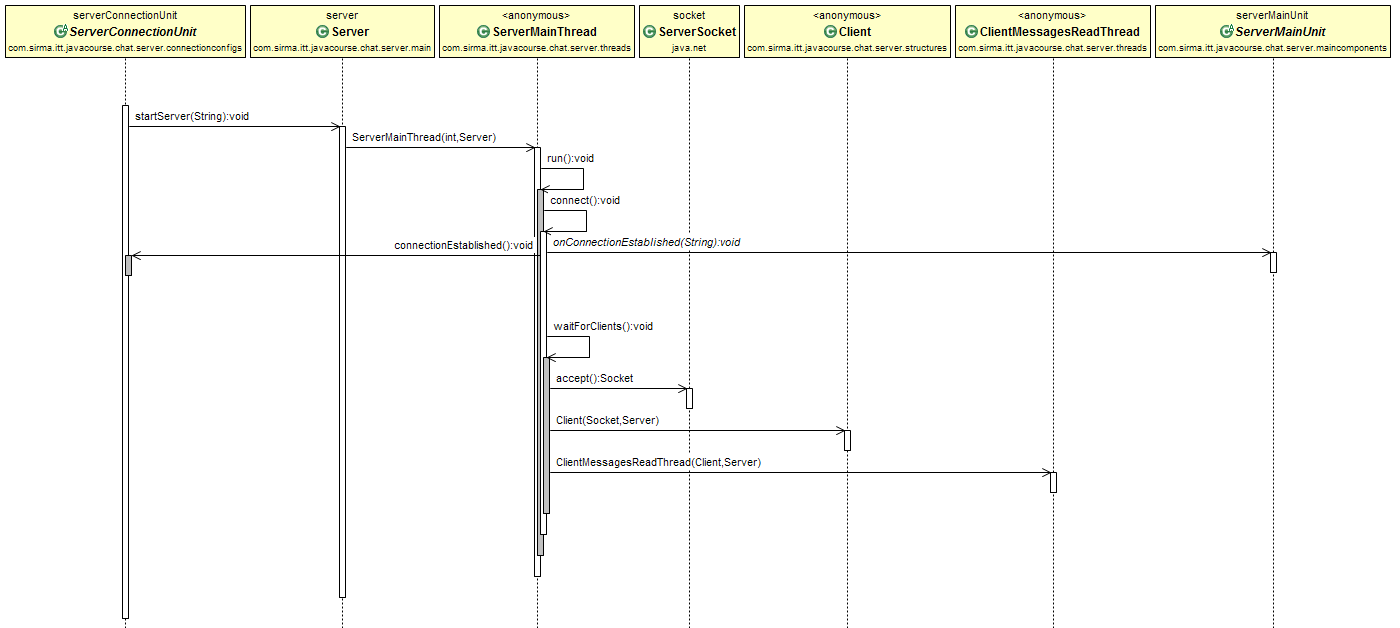 serverConnectionUnit
ServerConnectionUnit
com.sirma.itt.javacourse.chat.server.connectionconfigs
server
Server
com.sirma.itt.javacourse.chat.server.main
<anonymous>
ServerMainThread
com.sirma.itt.javacourse.chat.server.threads
socket
ServerSocket
java.net
<anonymous>
Client
com.sirma.itt.javacourse.chat.server.structures
<anonymous>
ClientMessagesReadThread
com.sirma.itt.javacourse.chat.server.threads
serverMainUnit
ServerMainUnit
com.sirma.itt.javacourse.chat.server.maincomponents
startServer(String):void
ServerMainThread(int,Server)
run():void
connect():void
connectionEstablished():void
onConnectionEstablished(String):void
waitForClients():void
accept():Socket
Client(Socket,Server)
ClientMessagesReadThread(Client,Server)